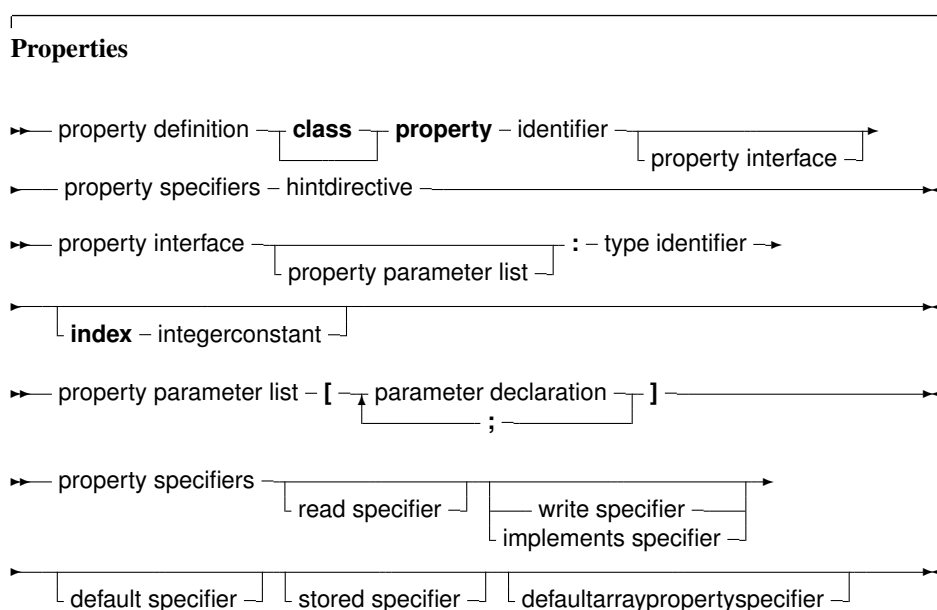 Properties
property definition class property identifier
property interface
property specifiers hintdirective
property interface : type identifier
property parameter list
index integerconstant
property parameter list [ parameter declaration ]
;
property specifiers
read specifier write specifier
implements specifier
default specifier stored specifier defaultarraypropertyspecifier